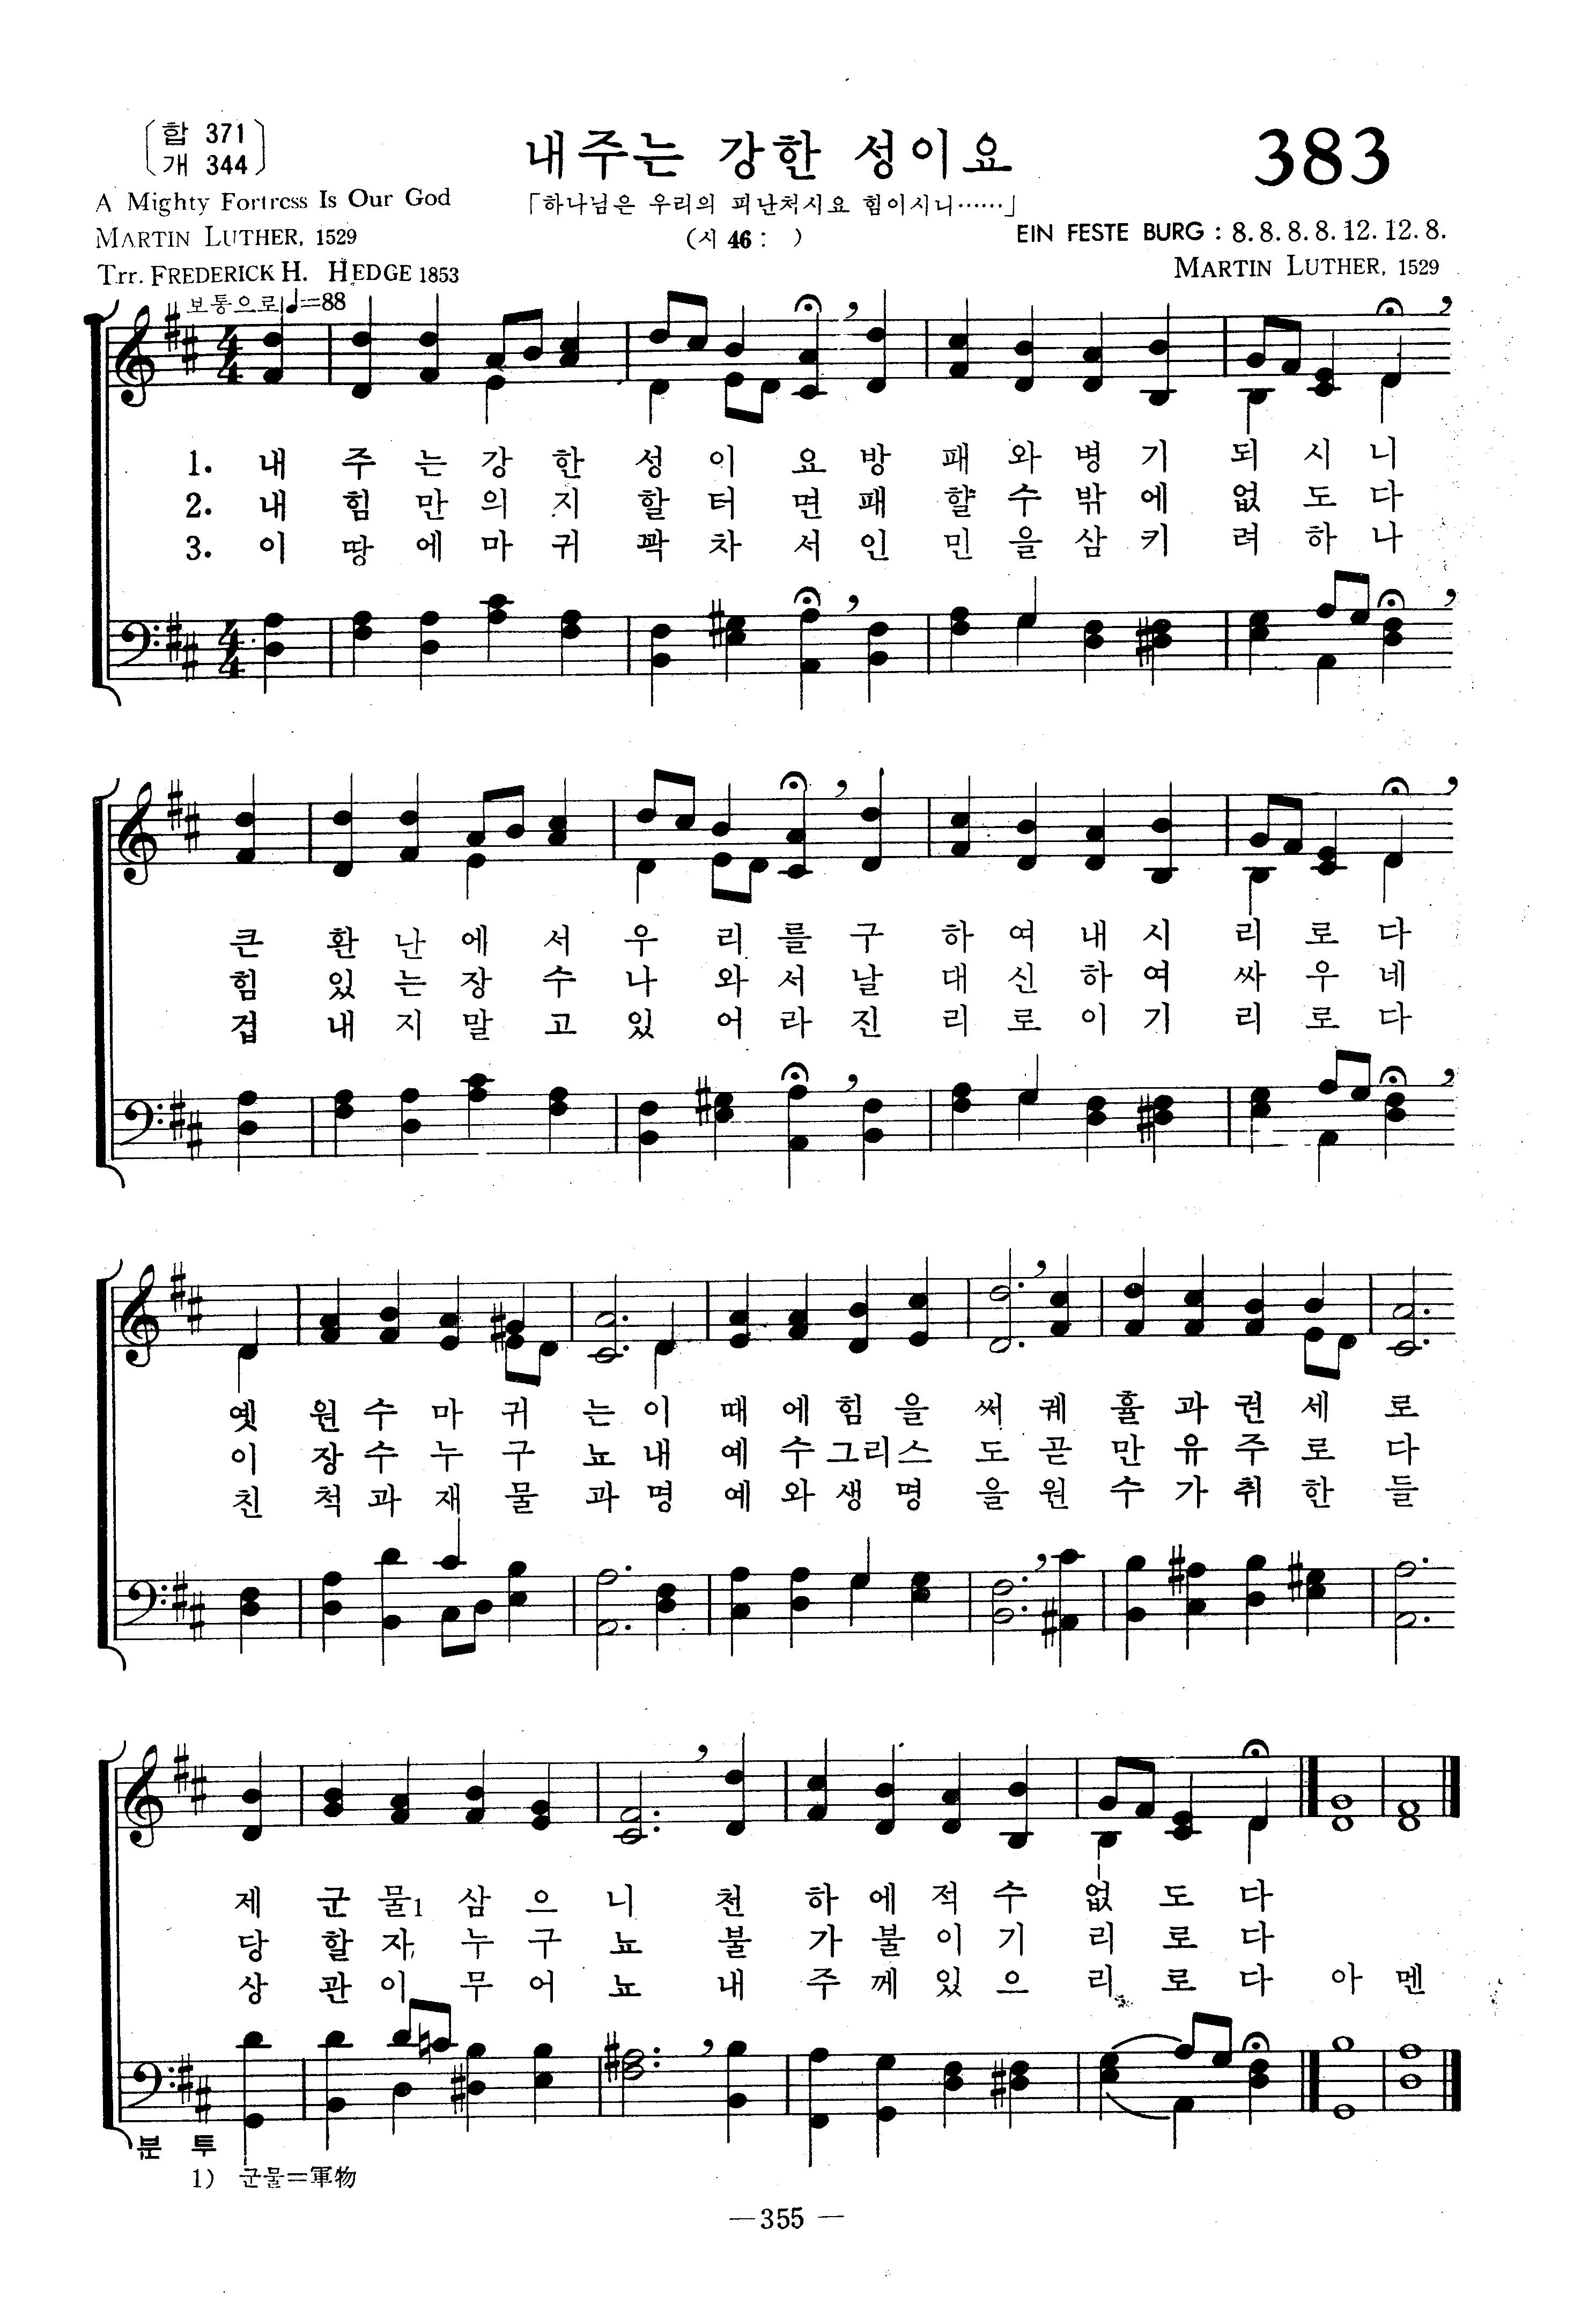 합 371
개 344
내주는 강한 성이요
383
A Mighty Fortress Is Our God
「하나님은 우리의 피난처시요 힘이시니……」
MARTIN LUTHER, 1529
(시 46 : )
EIN FESTE BURG : 8. 8. 8. 8. 12. 12. 8.
Trr. FREDERICK H. HEDGE 1853
MARTIN LUTHER, 1529
보통으로 ♩=88
1. 내 주 는 강 한 성 이 요 방 패 와 병 기 되 시 니
2. 내 힘 만 의 지 할 터 면 패 할 수 밖 에 없 도 다
3. 이 땅 에 마 귀 꽉 차 서 인 민 을 삼 키 려 하 나
큰 환 난 에 서 우 리 를 구 하 여 내 시 리 로 다
힘 있 는 장 수 나 와 서 날 대 신 하 여 싸 우 네
겁 내 지 말 고 있 어 라 진 리 로 이 기 리 로 다
옛 원 수 마 귀 는 이 때 에 힘 을 써 궤 휼 과 권 세 로
이 장 수 누 구 뇨 내 예 수 그리스 도 곧 만 유 주 로 다
친 척 과 재 물 과 명 예 와 생 명 을 원 수 가 취 한 들
제 군 물1 삼 으 니 천 하 에 적 수 없 도 다
당 할 자 누 구 뇨 불 가 불 이 기 리 로 다
상 관 이 무 어 뇨 내 주 께 있 으 리 로 다 아 멘
분 투
1) 군물=軍物
—355 —